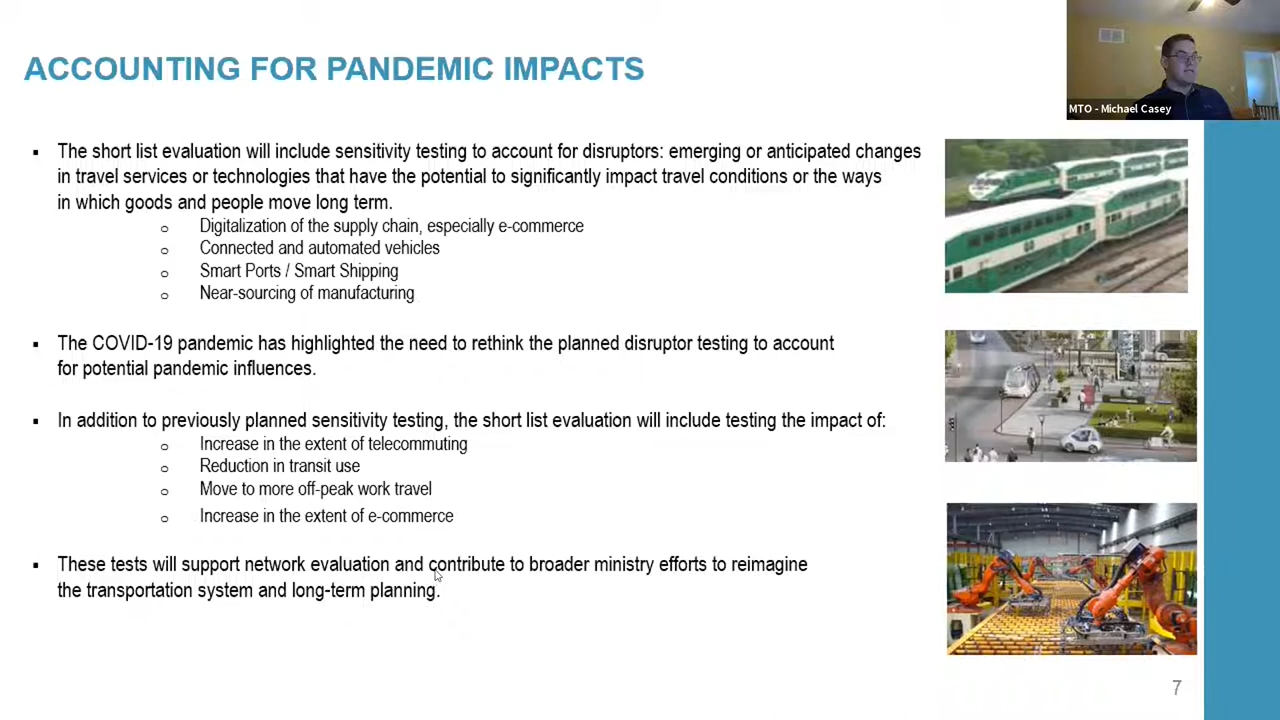 ACCOUNTING FOR PANDEMIC IMPACTS
MTO - Michael Casey
▪ The short list evaluation will include sensitivity testing to account for disruptors: emerging or anticipated changes
in travel services or technologies that have the potential to significantly impact travel conditions or the ways
in which goods and people move long term.
o Digitalization of the supply chain, especially e-commerce
o Connected and automated vehicles
o Smart Ports / Smart Shipping
o Near-sourcing of manufacturing
▪ The COVID-19 pandemic has highlighted the need to rethink the planned disruptor testing to account
for potential pandemic influences.
▪ In addition to previously planned sensitivity testing, the short list evaluation will include testing the impact of:
o Increase in the extent of telecommuting
o Reduction in transit use
o Move to more off-peak work travel
o Increase in the extent of e-commerce
▪ These tests will support network evaluation and contribute to broader ministry efforts to reimagine
the transportation system and long-term planning.
7